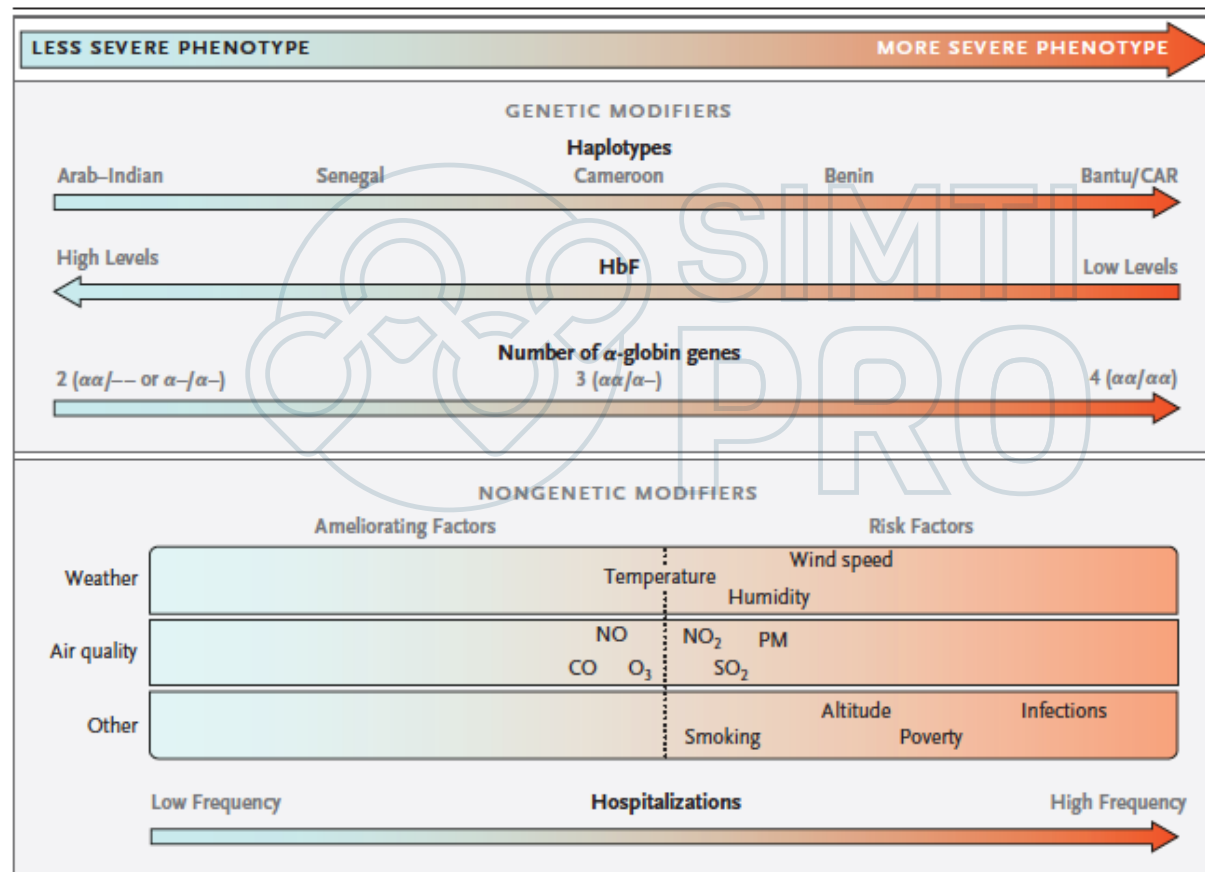 LESS SEVERE PHENOTYPE MORE SEVERE PHENOTYPE
GENETIC MODIFIERS
Haplotypes
Arab–Indian Senegal Cameroon Benin Bantu/CAR
High Levels HbF Low Levels
Number of α-globin genes
2 (αα/–– or α–/α–) 3 (αα/α–) 4 (αα/αα)
SIMTI
PRO
NONGENETIC MODIFIERS
Ameliorating Factors Risk Factors
Weather Temperature Wind speed
Humidity
Air quality NO NO₂ PM
CO O₃ SO₂
Other Altitude Infections
Smoking Poverty
Low Frequency Hospitalizations High Frequency